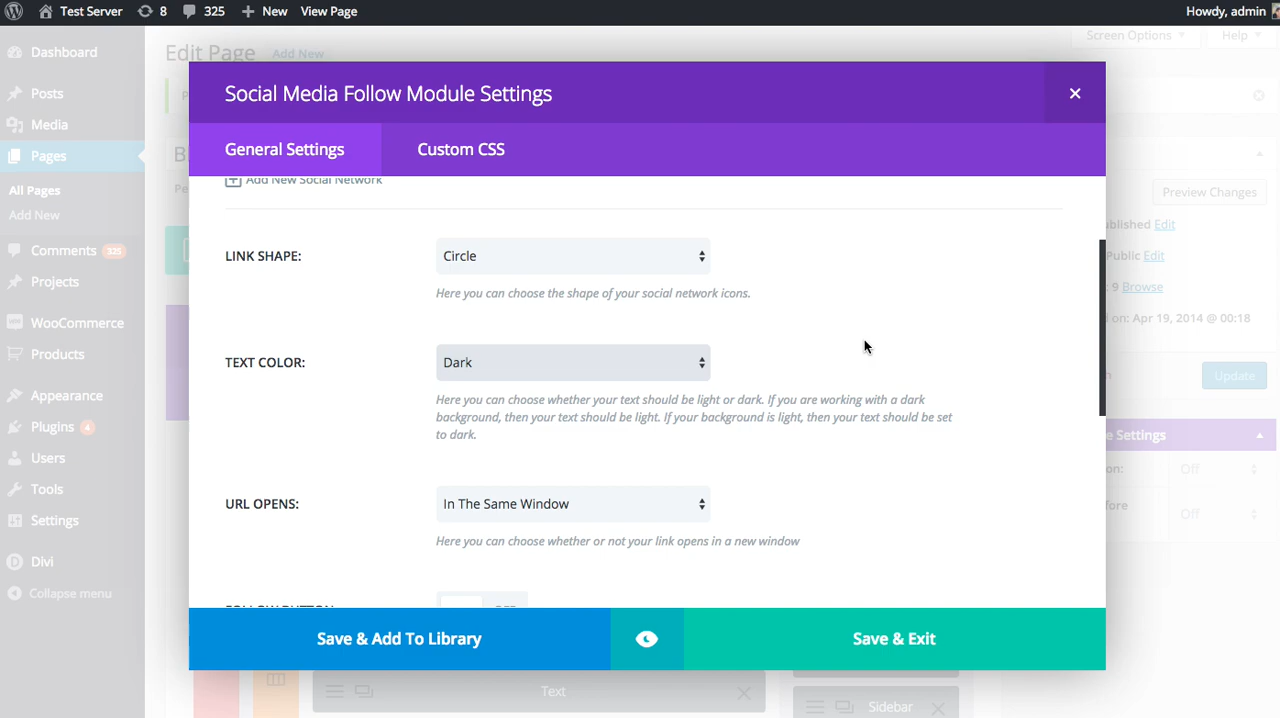 Test Server 8 325 New View Page Howdy, admin
Dashboard
Posts
Media
Pages
All Pages
Add New
Comments 325
Projects
WooCommerce
Products
Appearance
Plugins 4
Users
Tools
Settings
Divi
Collapse menu
Edit Page Add New
Screen Options Help
Social Media Follow Module Settings
General Settings Custom CSS
Add New Social Network
LINK SHAPE: Circle
Here you can choose the shape of your social network icons.
TEXT COLOR: Dark
Here you can choose whether your text should be light or dark. If you are working with a dark
background, then your text should be light. If your background is light, then your text should be set
to dark.
URL OPENS: In The Same Window
Here you can choose whether or not your link opens in a new window
Save & Add To Library Save & Exit
Preview Changes
Edit
Public Edit
9 Browse
on: Apr 19, 2014 @ 00:18
Update
Settings
Off
Off
Text
Sidebar